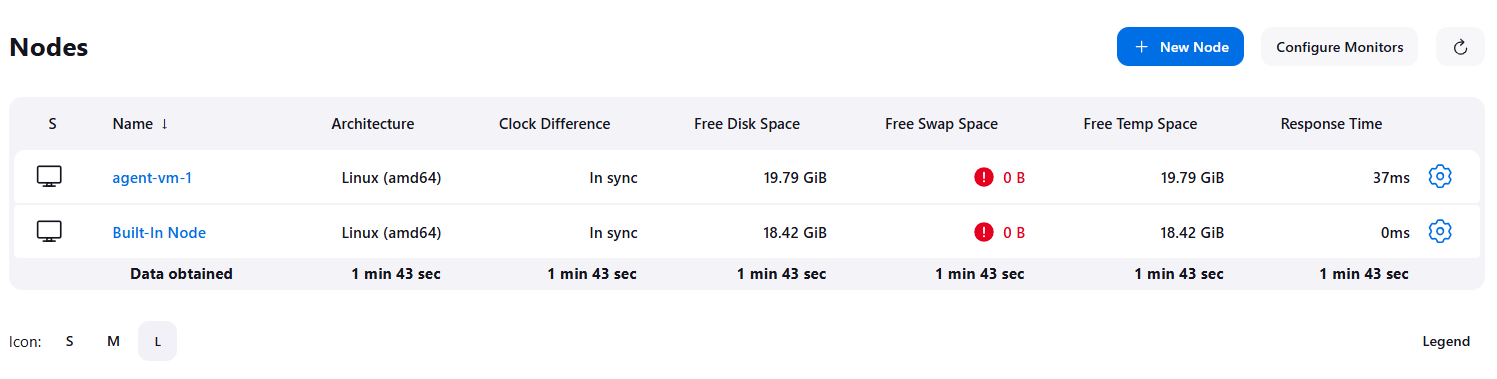 Nodes
+ New Node Configure Monitors
S Name ↓ Architecture Clock Difference Free Disk Space Free Swap Space Free Temp Space Response Time
agent-vm-1 Linux (amd64) In sync 19.79 GiB 0 B 19.79 GiB 37ms
Built-In Node Linux (amd64) In sync 18.42 GiB 0 B 18.42 GiB 0ms
Data obtained 1 min 43 sec 1 min 43 sec 1 min 43 sec 1 min 43 sec 1 min 43 sec 1 min 43 sec
Icon: S M L Legend